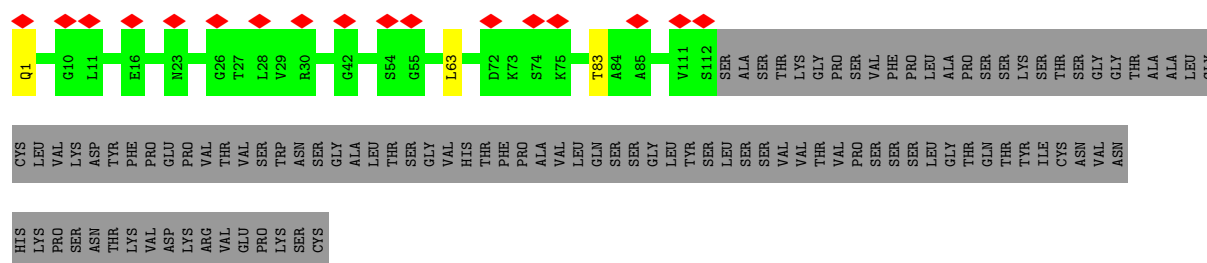 Q1 G10 L11 E16 N23 G26 T27 L28 V29 R30 G42 S54 G55 L63 D72 K73 S74 K75 T83 A84 A85 V111 S112 SER ALA SER THR LYS GLY PRO SER VAL PHE PRO LEU ALA PRO SER SER LYS SER THR SER GLY GLY THR ALA ALA LEU GLY
CYS LEU VAL LYS ASP TYR PHE PRO GLU PRO VAL THR VAL SER TRP ASN SER GLY ALA LEU THR SER GLY VAL HIS THR PHE PRO ALA VAL LEU GLN SER SER GLY LEU TYR SER LEU SER SER VAL VAL THR VAL PRO SER SER SER LEU GLY THR GLN THR TYR ILE CYS ASN VAL ASN
HIS LYS PRO SER ASN THR LYS VAL ASP LYS ARG VAL GLU PRO LYS SER CYS